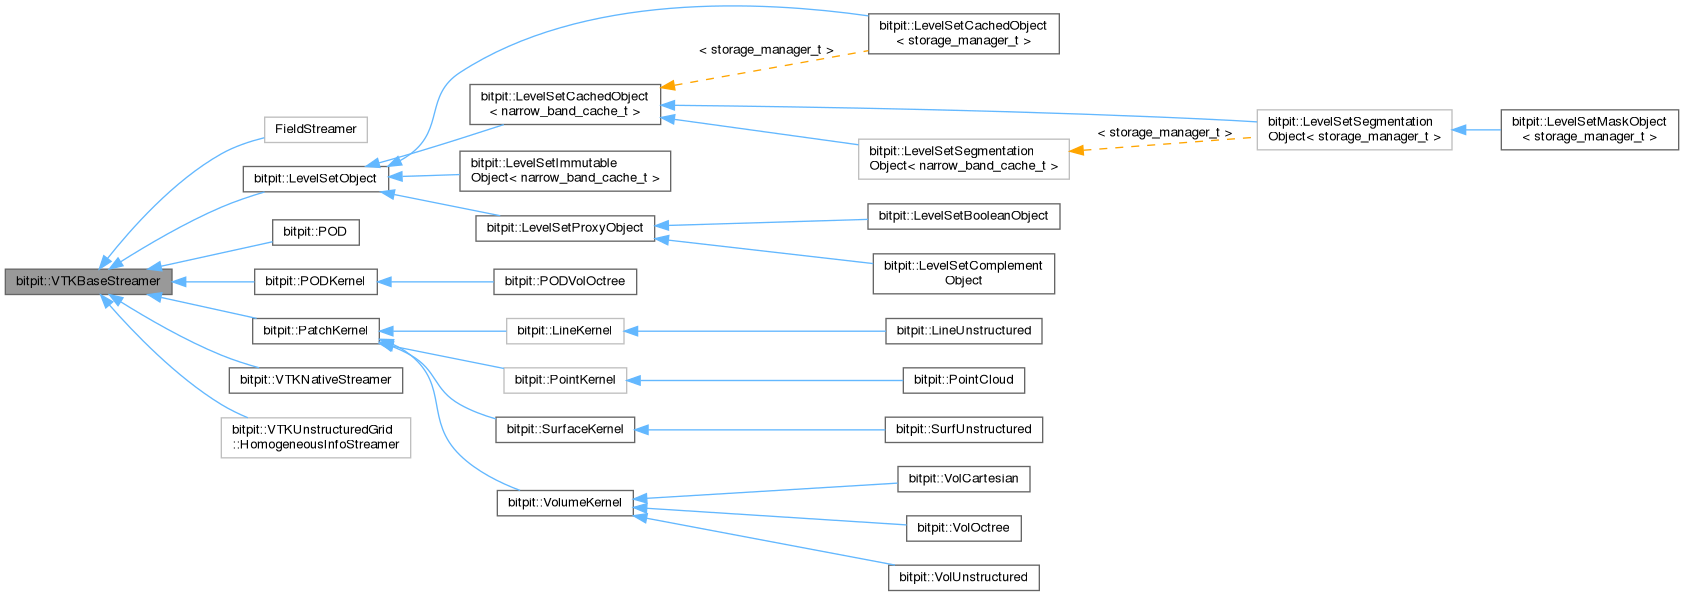 bitpit::VTKBaseStreamer
FieldStreamer
bitpit::LevelSetObject
bitpit::POD
bitpit::PODKernel
bitpit::PatchKernel
bitpit::VTKNativeStreamer
bitpit::VTKUnstructuredGrid
::HomogeneousInfoStreamer
bitpit::LevelSetCachedObject
< narrow_band_cache_t >
bitpit::LevelSetImmutable
Object< narrow_band_cache_t >
bitpit::LevelSetProxyObject
bitpit::PODVolOctree
bitpit::LineKernel
bitpit::PointKernel
bitpit::SurfaceKernel
bitpit::VolumeKernel
< storage_manager_t >
bitpit::LevelSetCachedObject
< storage_manager_t >
bitpit::LevelSetSegmentation
Object< narrow_band_cache_t >
bitpit::LevelSetBooleanObject
bitpit::LevelSetComplement
Object
bitpit::LineUnstructured
bitpit::PointCloud
bitpit::SurfUnstructured
bitpit::VolCartesian
bitpit::VolOctree
bitpit::VolUnstructured
< storage_manager_t >
bitpit::LevelSetSegmentation
Object< storage_manager_t >
bitpit::LevelSetMaskObject
< storage_manager_t >